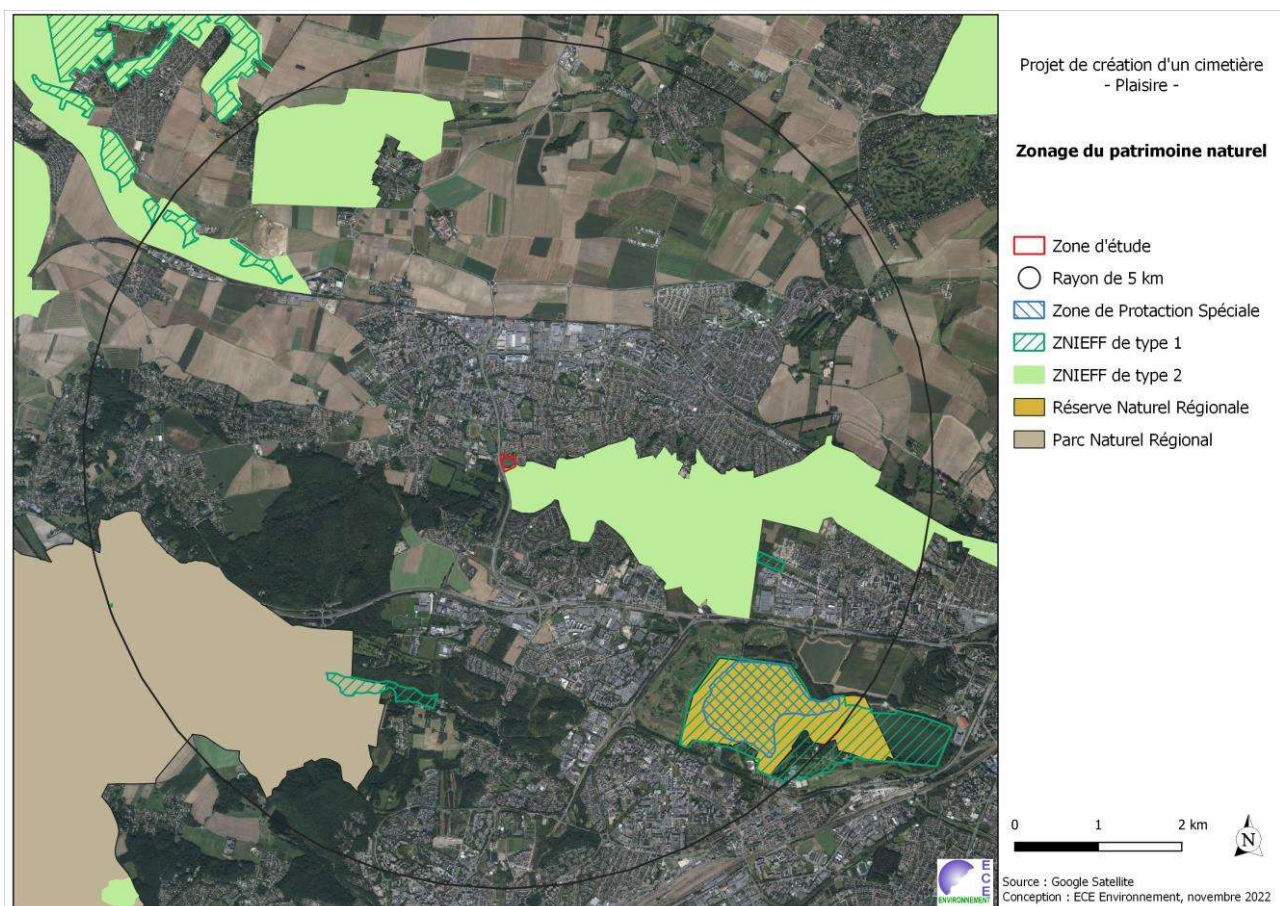 Projet de création d'un cimetière
- Plaisire -
Zonage du patrimoine naturel
Zone d'étude
Rayon de 5 km
Zone de Protaction Spéciale
ZNIEFF de type 1
ZNIEFF de type 2
Réserve Naturel Régionale
Parc Naturel Régional
0 1 2 km
N
ECE
ENVIRONNEMENT
Source : Google Satellite
Conception : ECE Environnement, novembre 2022